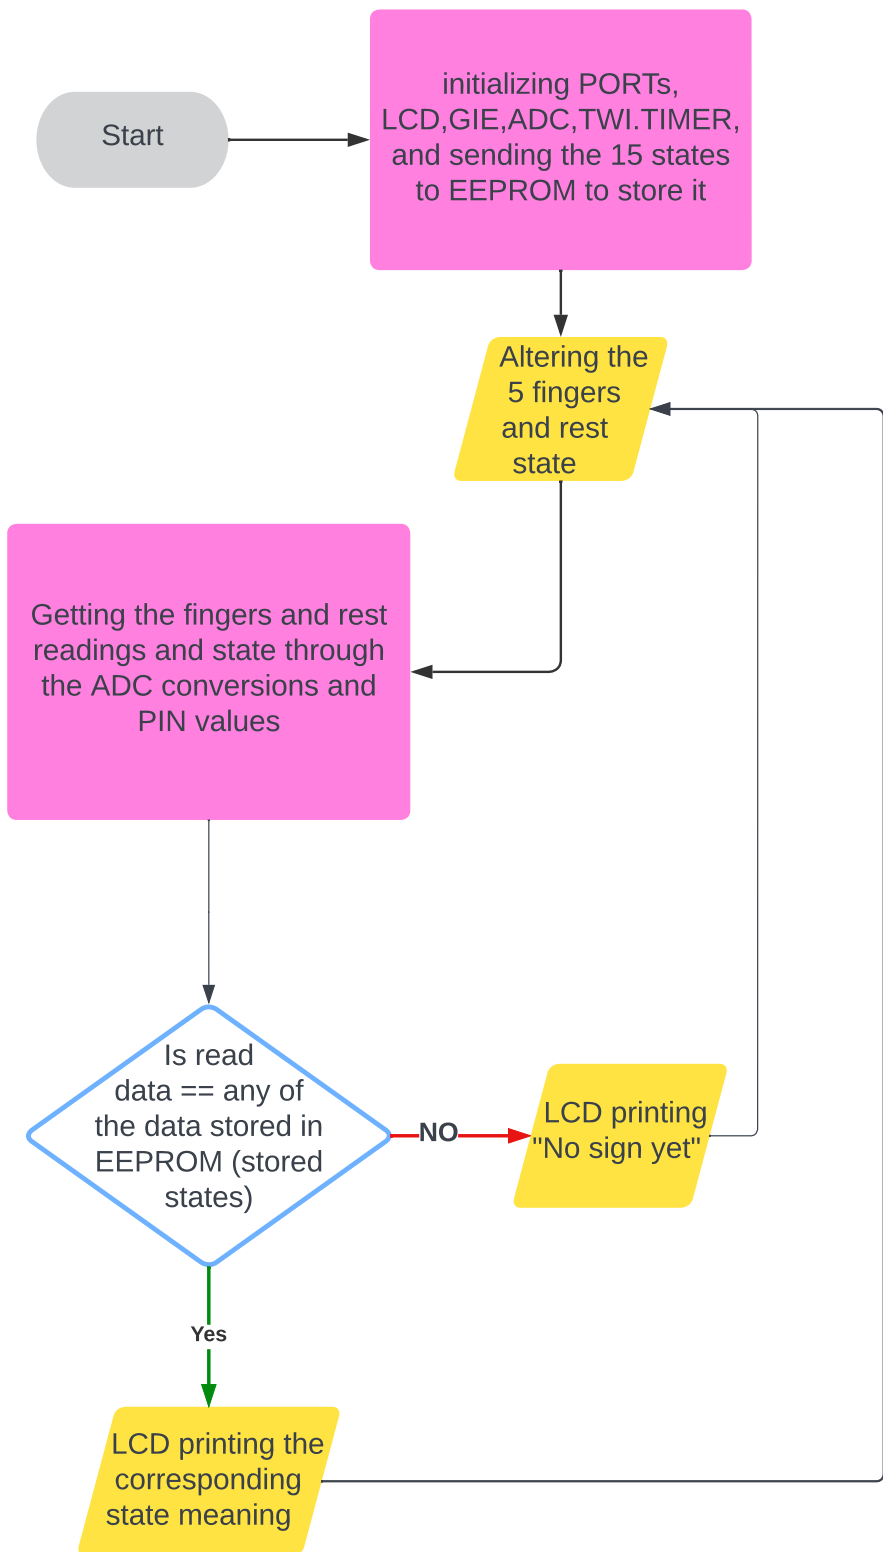 Start
initializing PORTs,
LCD,GIE,ADC,TWI.TIMER,
and sending the 15 states
to EEPROM to store it
Altering the
5 fingers
and rest
state
Getting the fingers and rest
readings and state through
the ADC conversions and
PIN values
Is read
data == any of
the data stored in
EEPROM (stored
states)
NO
LCD printing
"No sign yet"
Yes
LCD printing the
corresponding
state meaning